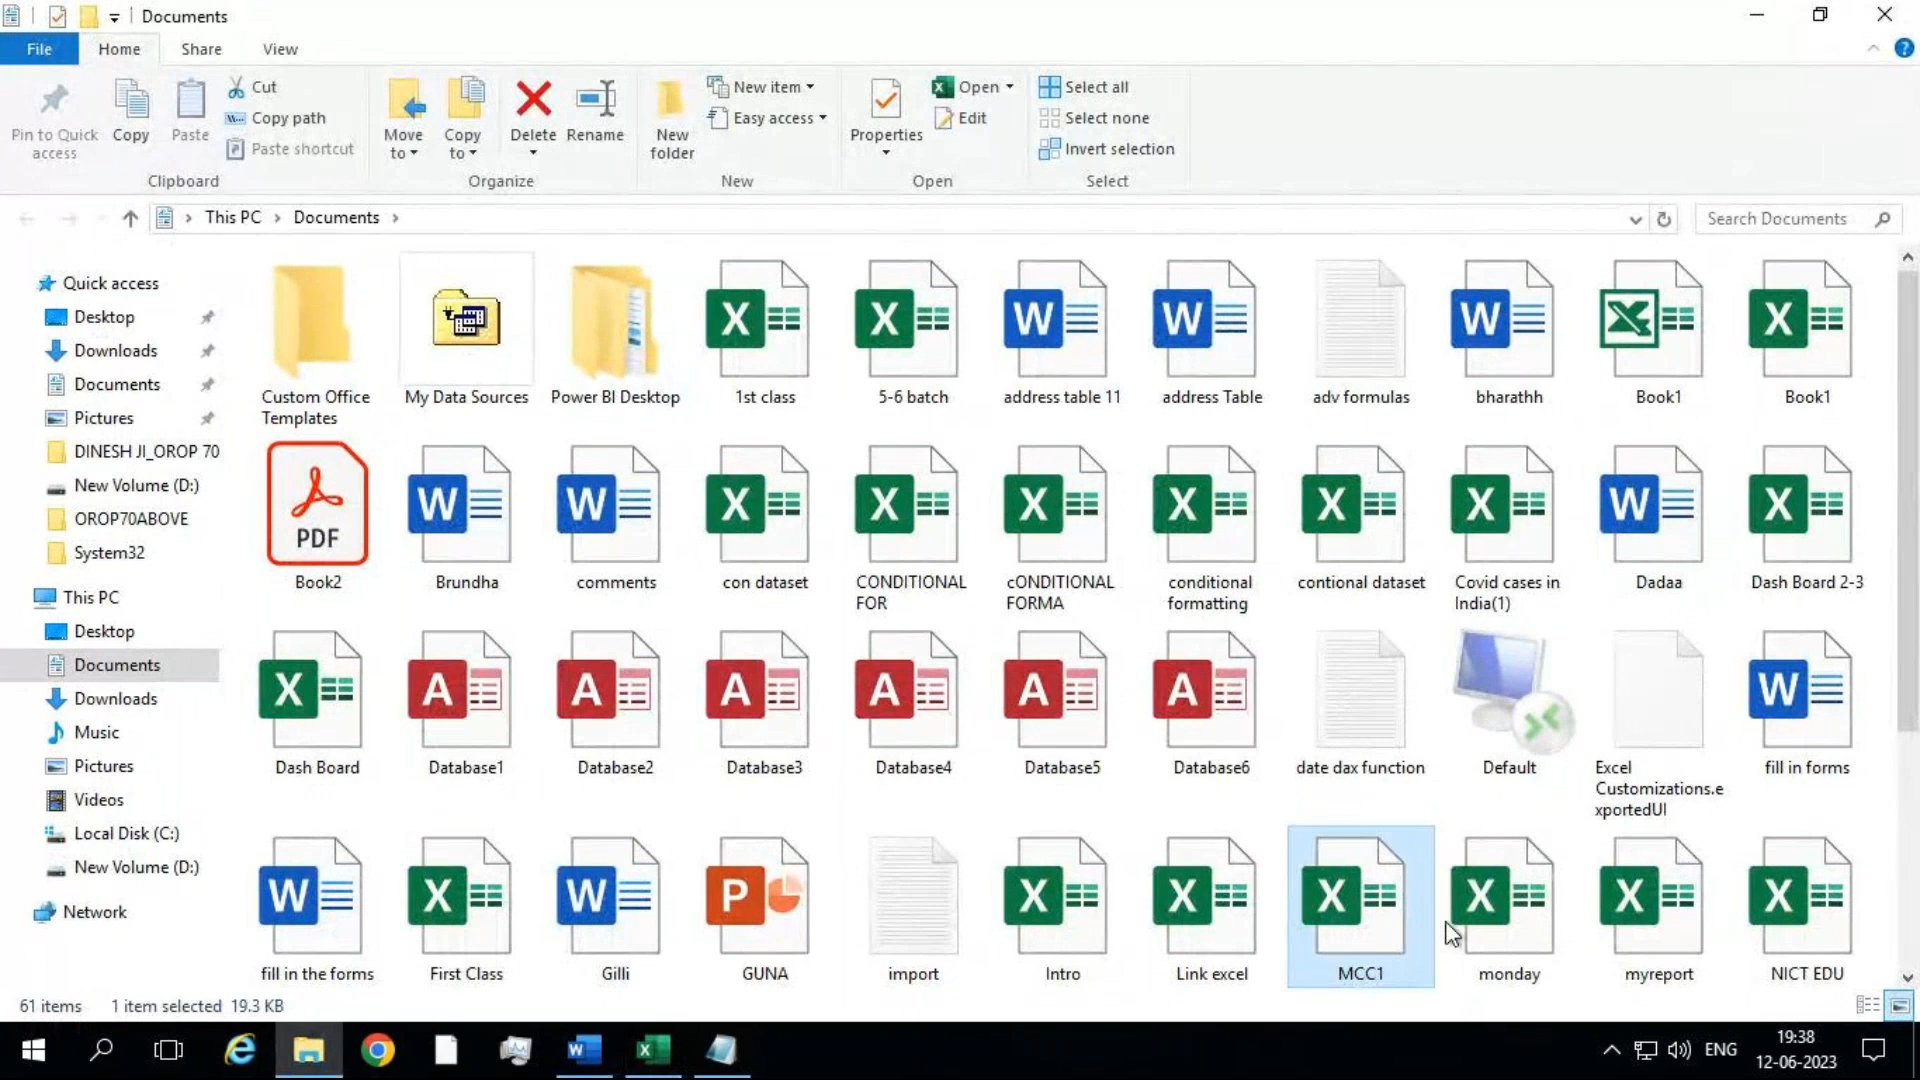 Documents
File
Home
Share
View
Pin to Quick
access
Copy
Paste
Cut
Copy path
Paste shortcut
Clipboard
Move
to
Copy
to
Delete
Rename
Organize
New
folder
New item
Easy access
New
Properties
Open
Edit
Open
Select all
Select none
Invert selection
Select
This PC
Documents
Search Documents
Quick access
Desktop
Downloads
Documents
Pictures
DINESH JI_OROP 70
New Volume (D:)
OROP70ABOVE
System32
This PC
Desktop
Documents
Downloads
Music
Pictures
Videos
Local Disk (C:)
New Volume (D:)
Network
Custom Office
Templates
My Data Sources
Power BI Desktop
1st class
5-6 batch
address table 11
address Table
adv formulas
bharathh
Book1
Book1
PDF
Book2
Brundha
comments
con dataset
CONDITIONAL
FOR
cONDITIONAL
FORMA
conditional
formatting
contional dataset
Covid cases in
India(1)
Dadaa
Dash Board 2-3
Dash Board
Database1
Database2
Database3
Database4
Database5
Database6
date dax function
Default
Excel
Customizations.e
xportedUI
fill in forms
fill in the forms
First Class
Gilli
GUNA
import
Intro
Link excel
MCC1
monday
myreport
NICT EDU
61 items
1 item selected 19.3 KB
ENG
19:38
12-06-2023